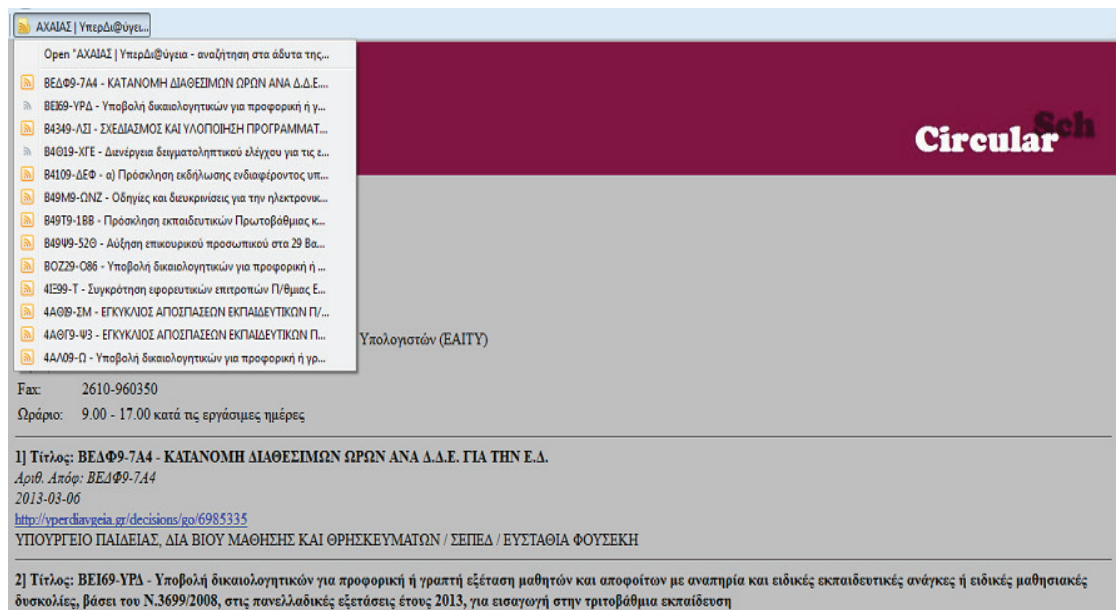 ΑΧΑΙΑΣ | ΥπερΔι@ύγει...
Open "ΑΧΑΙΑΣ | ΥπερΔι@ύγεια - αναζήτηση στα άδυτα της...
ΒΕΔΦ9-7Α4 - ΚΑΤΑΝΟΜΗ ΔΙΑΘΕΣΙΜΩΝ ΩΡΩΝ ΑΝΑ Δ.Δ.Ε....
ΒΕΙ69-ΥΡΔ - Υποβολή δικαιολογητικών για προφορική ή γ...
Β4349-ΛΣΙ - ΣΧΕΔΙΑΣΜΟΣ ΚΑΙ ΥΛΟΠΟΙΗΣΗ ΠΡΟΓΡΑΜΜΑΤ...
Β4Θ19-ΧΓΕ - Διενέργεια δειγματοληπτικού ελέγχου για τις ε...
Β4109-ΔΕΦ - α) Πρόσκληση εκδήλωσης ενδιαφέροντος υπ...
Β49Μ9-ΩΝΖ - Οδηγίες και διευκρινίσεις για την ηλεκτρονικ...
Β49Τ9-1ΒΒ - Πρόσκληση εκπαιδευτικών Πρωτοβάθμιας κ...
Β49Ψ9-52Θ - Αύξηση επικουρικού προσωπικού στα 29 Βα...
ΒΟΖ29-Ο86 - Υποβολή δικαιολογητικών για προφορική ή ...
4ΙΞ99-Τ - Συγκρότηση εφορευτικών επιτροπών Π/θμιας Ε...
4ΑΘΙ9-ΣΜ - ΕΓΚΥΚΛΙΟΣ ΑΠΟΣΠΑΣΕΩΝ ΕΚΠΑΙΔΕΥΤΙΚΩΝ Π/...
4ΑΘΓ9-Ψ3 - ΕΓΚΥΚΛΙΟΣ ΑΠΟΣΠΑΣΕΩΝ ΕΚΠΑΙΔΕΥΤΙΚΩΝ Π...
4ΑΛ09-Ω - Υποβολή δικαιολογητικών για προφορική ή γρ...
CircularSch
Υπολογιστών (ΕΑΙΤΥ)
Fax: 2610-960350
Ωράριο: 9.00 - 17.00 κατά τις εργάσιμες ημέρες
1] Τίτλος: ΒΕΔΦ9-7Α4 - ΚΑΤΑΝΟΜΗ ΔΙΑΘΕΣΙΜΩΝ ΩΡΩΝ ΑΝΑ Δ.Δ.Ε. ΓΙΑ ΤΗΝ Ε.Δ.
Αριθ. Απόφ: ΒΕΔΦ9-7Α4
2013-03-06
http://yperdiavgeia.gr/decisions/go/6985335
ΥΠΟΥΡΓΕΙΟ ΠΑΙΔΕΙΑΣ, ΔΙΑ ΒΙΟΥ ΜΑΘΗΣΗΣ ΚΑΙ ΘΡΗΣΚΕΥΜΑΤΩΝ / ΣΕΠΕΔ / ΕΥΣΤΑΘΙΑ ΦΟΥΣΕΚΗ
2] Τίτλος: ΒΕΙ69-ΥΡΔ - Υποβολή δικαιολογητικών για προφορική ή γραπτή εξέταση μαθητών και αποφοίτων με αναπηρία και ειδικές εκπαιδευτικές ανάγκες ή ειδικές μαθησιακές
δυσκολίες, βάσει του Ν.3699/2008, στις πανελλαδικές εξετάσεις έτους 2013, για εισαγωγή στην τριτοβάθμια εκπαίδευση